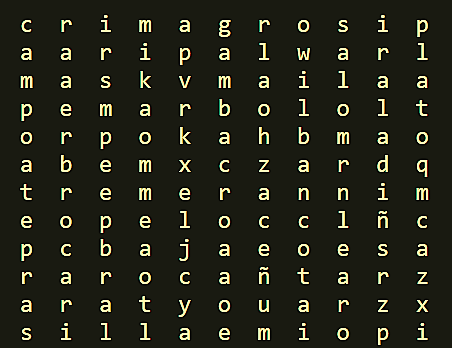 c r i m a g r o s i p
a a r i p a l w a r l
m a s k v m a i l a a
p e m a r b o l o l t
o r p o k a h b m a o
a b e m x c z a r d q
t r e m e r a n n i m
e o p e l o c c l ñ c
p c b a j a e o e s a
r a r o c a ñ t a r z
a r a t y o u a r z x
s i l l a e m i o p i